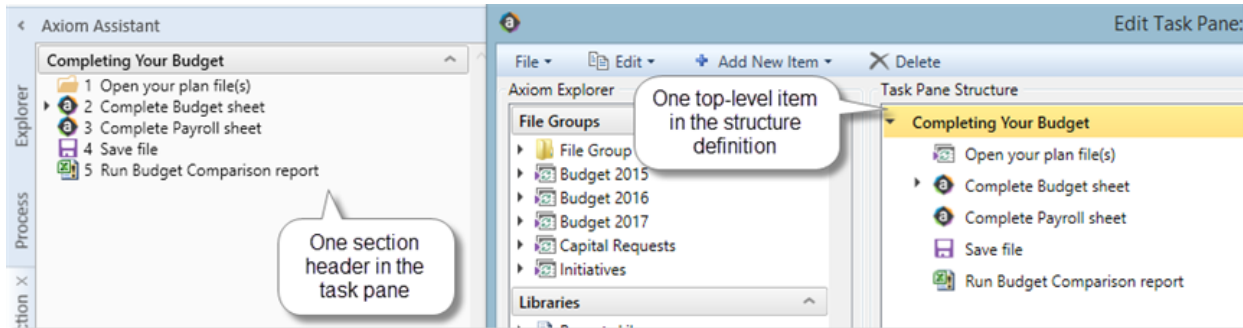 Axiom Assistant
Completing Your Budget
1 Open your plan file(s)
2 Complete Budget sheet
3 Complete Payroll sheet
4 Save file
5 Run Budget Comparison report
Explorer
Process
One section
header in the
task pane
Edit Task Pane:
File
Edit
Add New Item
Delete
Axiom Explorer
File Groups
File Group
Budget 2015
Budget 2016
Budget 2017
Capital Requests
Initiatives
Libraries
One top-level item
in the structure
definition
Task Pane Structure
Completing Your Budget
Open your plan file(s)
Complete Budget sheet
Complete Payroll sheet
Save file
Run Budget Comparison report